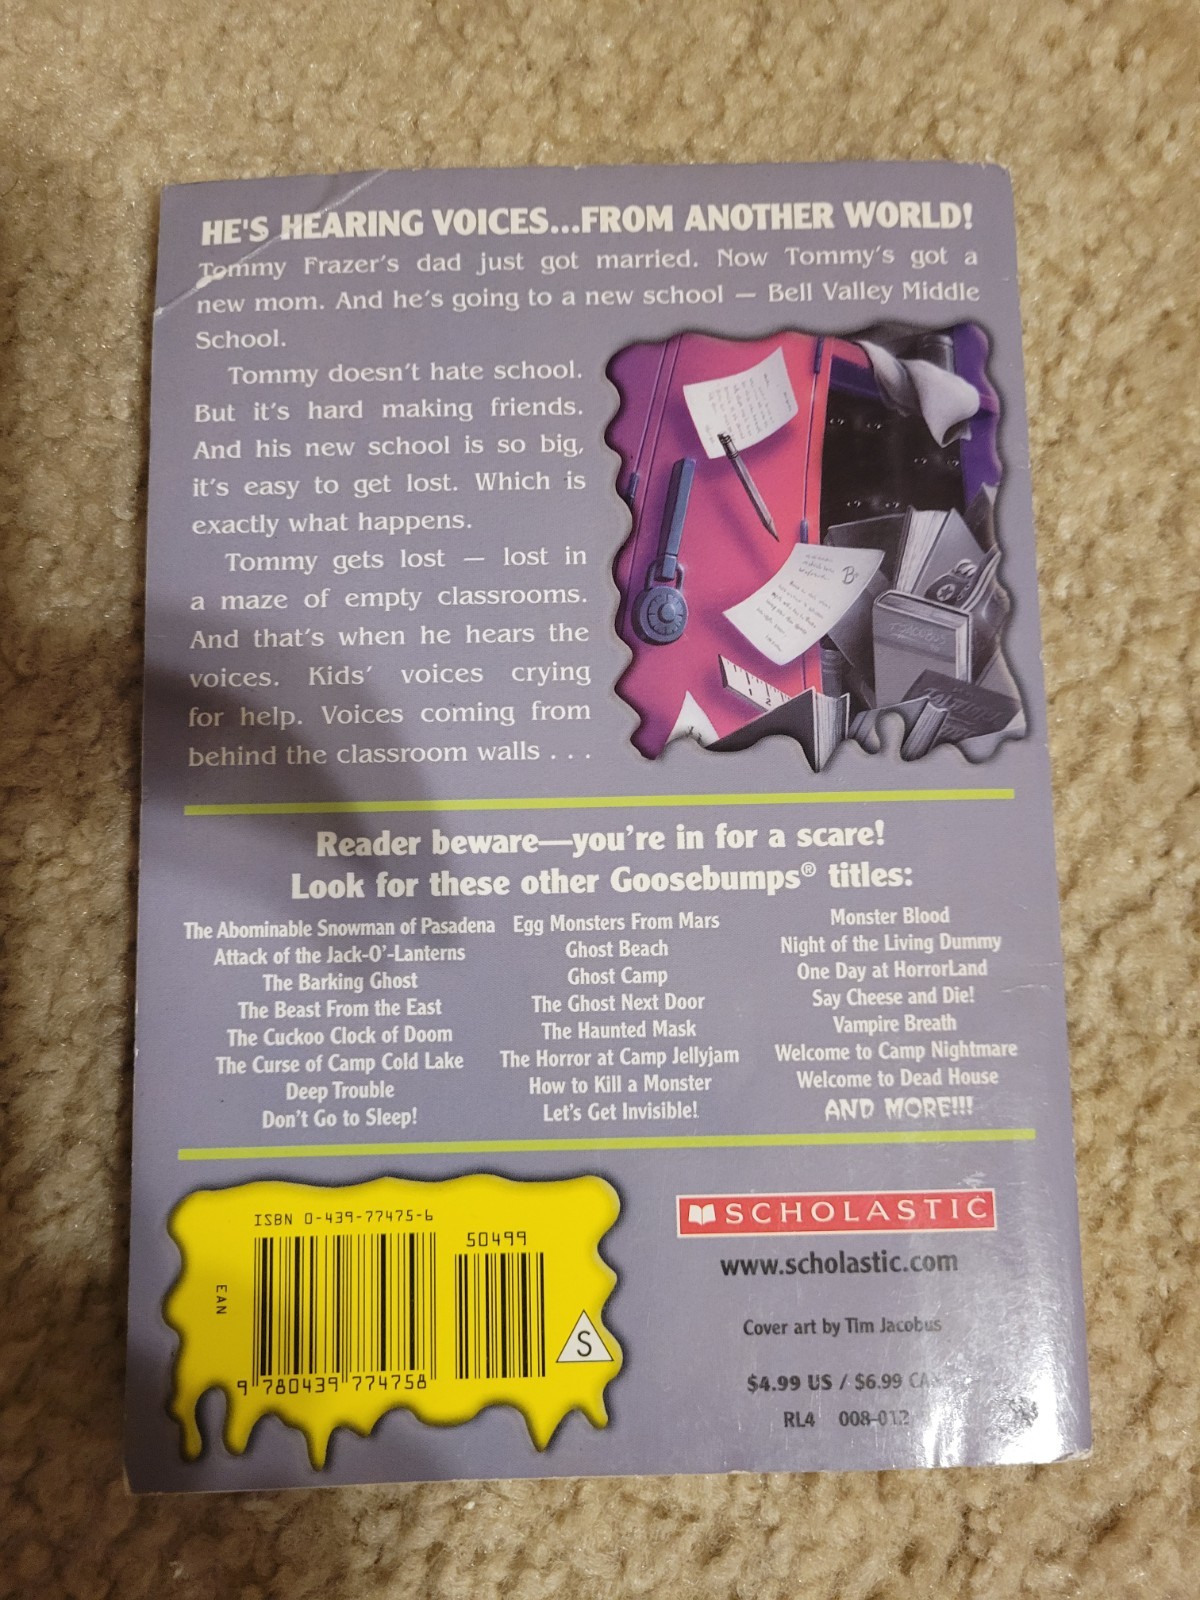 HE'S HEARING VOICES...FROM ANOTHER WORLD!
Tommy Frazer's dad just got married. Now Tommy's got a
new mom. And he's going to a new school — Bell Valley Middle
School.
Tommy doesn't hate school.
But it's hard making friends.
And his new school is so big,
it's easy to get lost. Which is
exactly what happens.
Tommy gets lost — lost in
a maze of empty classrooms.
And that's when he hears the
voices. Kids' voices crying
for help. Voices coming from
behind the classroom walls . . .
B-
1 2
Reader beware—you're in for a scare!
Look for these other Goosebumps® titles:
The Abominable Snowman of Pasadena
Attack of the Jack-O'-Lanterns
The Barking Ghost
The Beast From the East
The Cuckoo Clock of Doom
The Curse of Camp Cold Lake
Deep Trouble
Don't Go to Sleep!
Egg Monsters From Mars
Ghost Beach
Ghost Camp
The Ghost Next Door
The Haunted Mask
The Horror at Camp Jellyjam
How to Kill a Monster
Let's Get Invisible!
Monster Blood
Night of the Living Dummy
One Day at HorrorLand
Say Cheese and Die!
Vampire Breath
Welcome to Camp Nightmare
Welcome to Dead House
AND MORE!!!
ISBN 0-439-77475-6
50499
EAN
9 780439 774758
S
SCHOLASTIC
www.scholastic.com
Cover art by Tim Jacobus
$4.99 US / $6.99 CAN
RL4 008-012